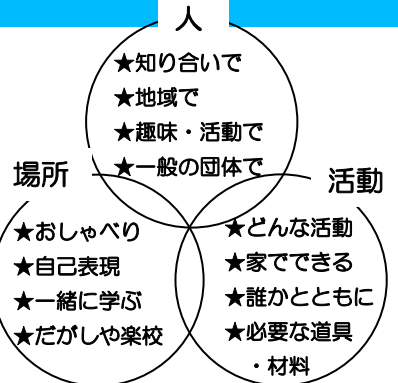 人
★知り合いで
★地域で
★趣味・活動で
★一般の団体で
場所
★おしゃべり
★自己表現
★一緒に学ぶ
★だがしや楽校
活動
★どんな活動
★家でできる
★誰かとともに
★必要な道具
・材料